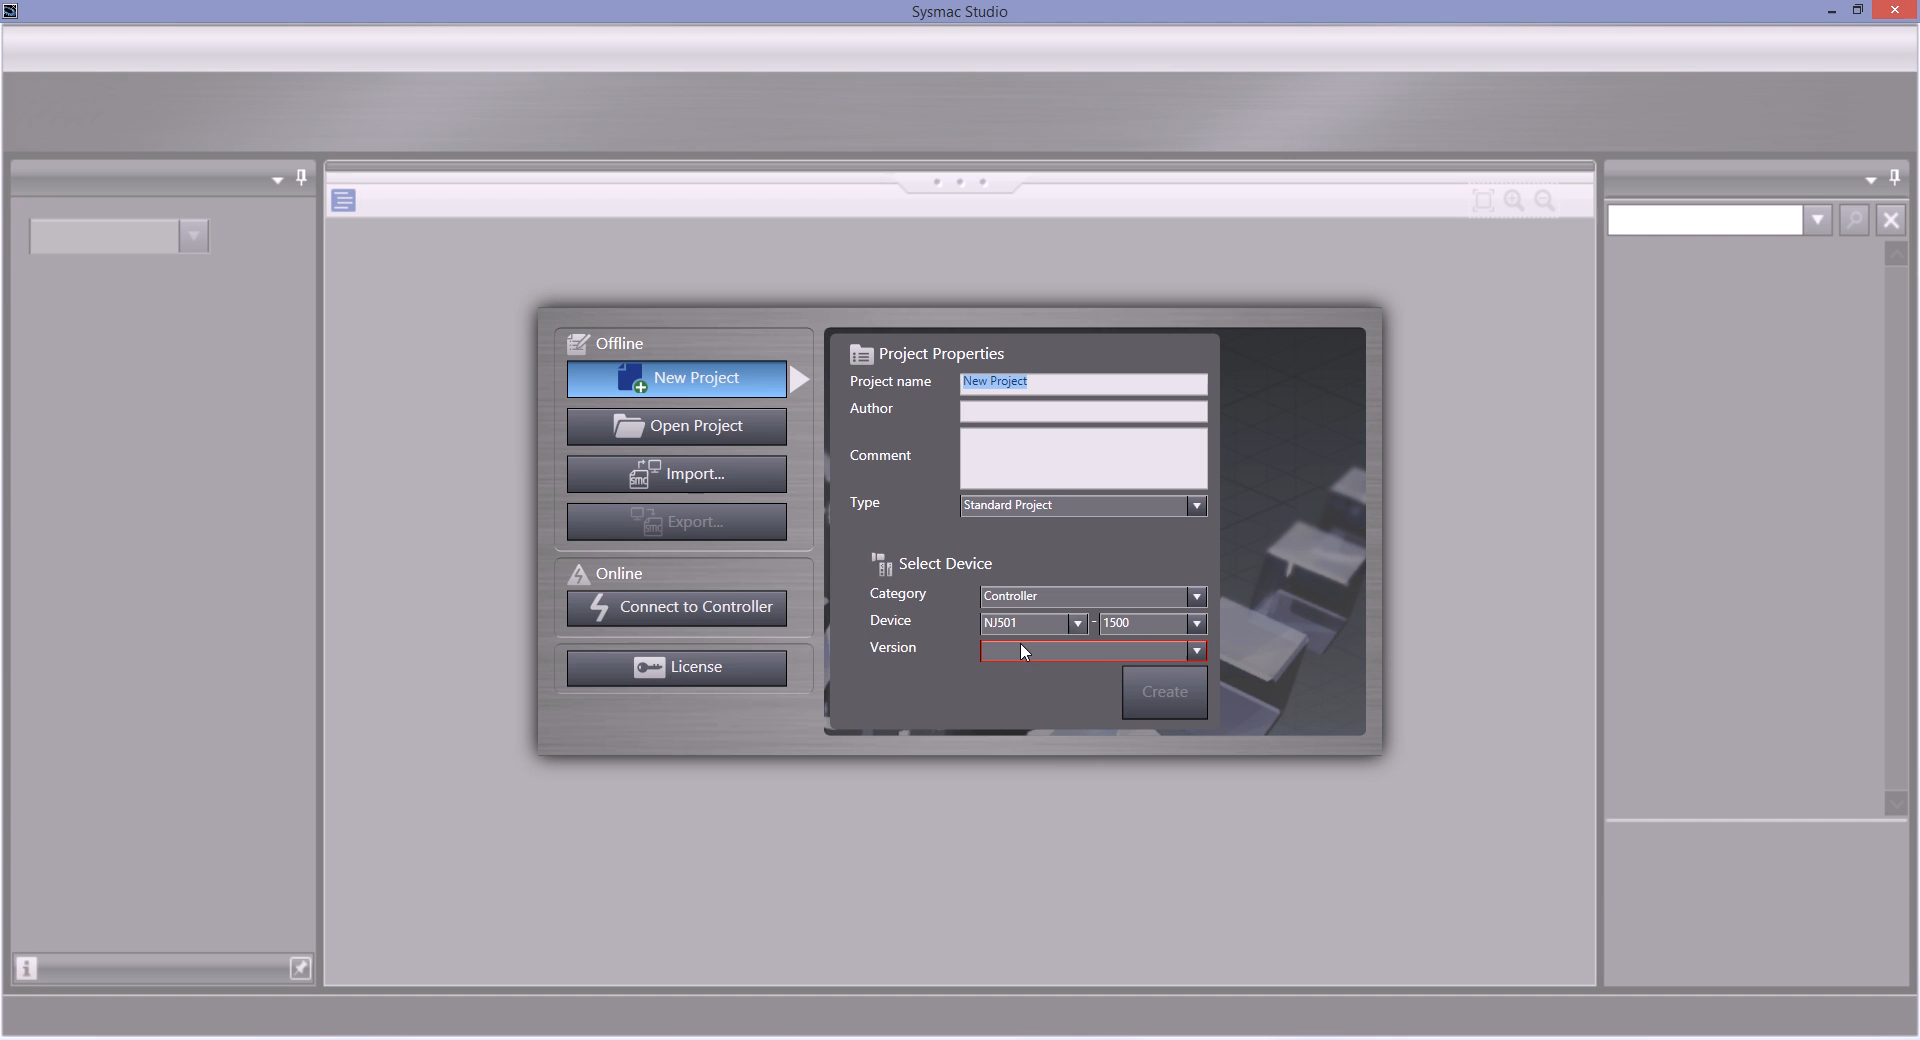 Sysmac Studio
Offline
New Project
Open Project
Import...
Export...
Online
Connect to Controller
License
Project Properties
Project name New Project
Author
Comment
Type Standard Project
Select Device
Category Controller
Device NJ501 - 1500
Version
Create